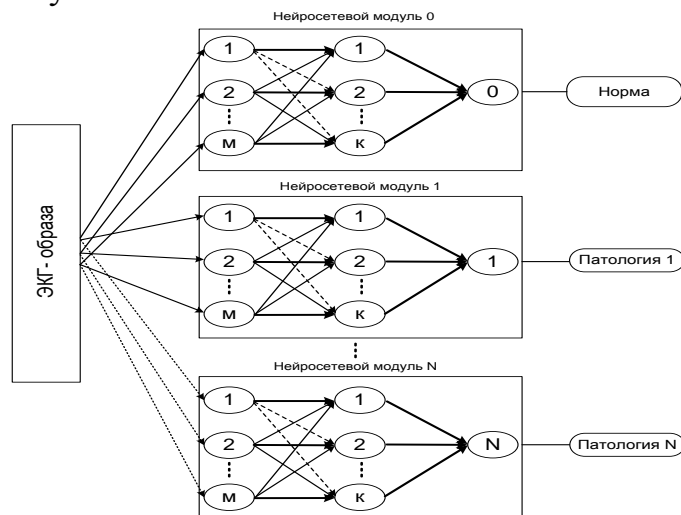 у
Нейросетевой модуль 0
1 1
2 2 0 Норма
м к
Нейросетевой модуль 1
1 1
2 2 1 Патология 1
м к
ЭКГ- образа
Нейросетевой модуль N
1 1
2 2 N Патология N
м к